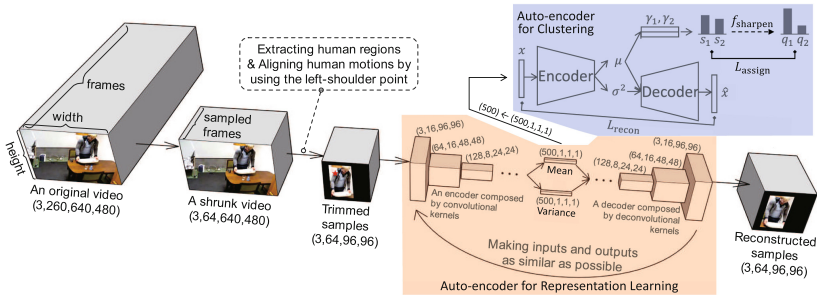 frames
width
height
An original video
(3,260,640,480)
sampled
frames
A shrunk video
(3,64,640,480)
Extracting human regions
& Aligning human motions by
using the left-shoulder point
Trimmed
samples
(3,64,96,96)
Auto-encoder
for Clustering
x
Encoder
μ
σ²
γ₁, γ₂
Decoder
x̂
s₁ s₂
f_sharpen
q₁ q₂
L_assign
L_recon
(500) ← (500,1,1,1)
(3,16,96,96)
(64,16,48,48)
(128,8,24,24)
...
(500,1,1,1)
Mean
(500,1,1,1)
Variance
...
(128,8,24,24)
(64,16,48,48)
(3,16,96,96)
An encoder composed
by convolutional
kernels
A decoder composed
by deconvolutional
kernels
Making inputs and outputs
as similar as possible
Auto-encoder for Representation Learning
Reconstructed
samples
(3,64,96,96)